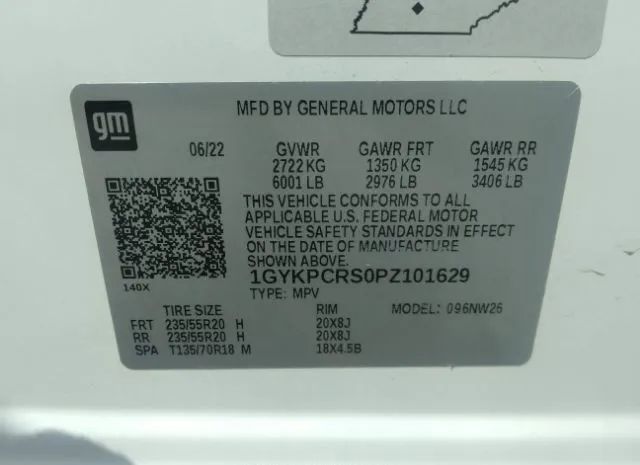 gm
MFD BY GENERAL MOTORS LLC
06/22 GVWR GAWR FRT GAWR RR
2722 KG 1350 KG 1545 KG
6001 LB 2976 LB 3406 LB
THIS VEHICLE CONFORMS TO ALL
APPLICABLE U.S. FEDERAL MOTOR
VEHICLE SAFETY STANDARDS IN EFFECT
ON THE DATE OF MANUFACTURE
SHOWN ABOVE.
140X
1GYKPCRS0PZ101629
TYPE: MPV
TIRE SIZE RIM MODEL: 096NW26
FRT 235/55R20 H 20X8J
RR 235/55R20 H 20X8J
SPA T135/70R18 M 18X4.5B